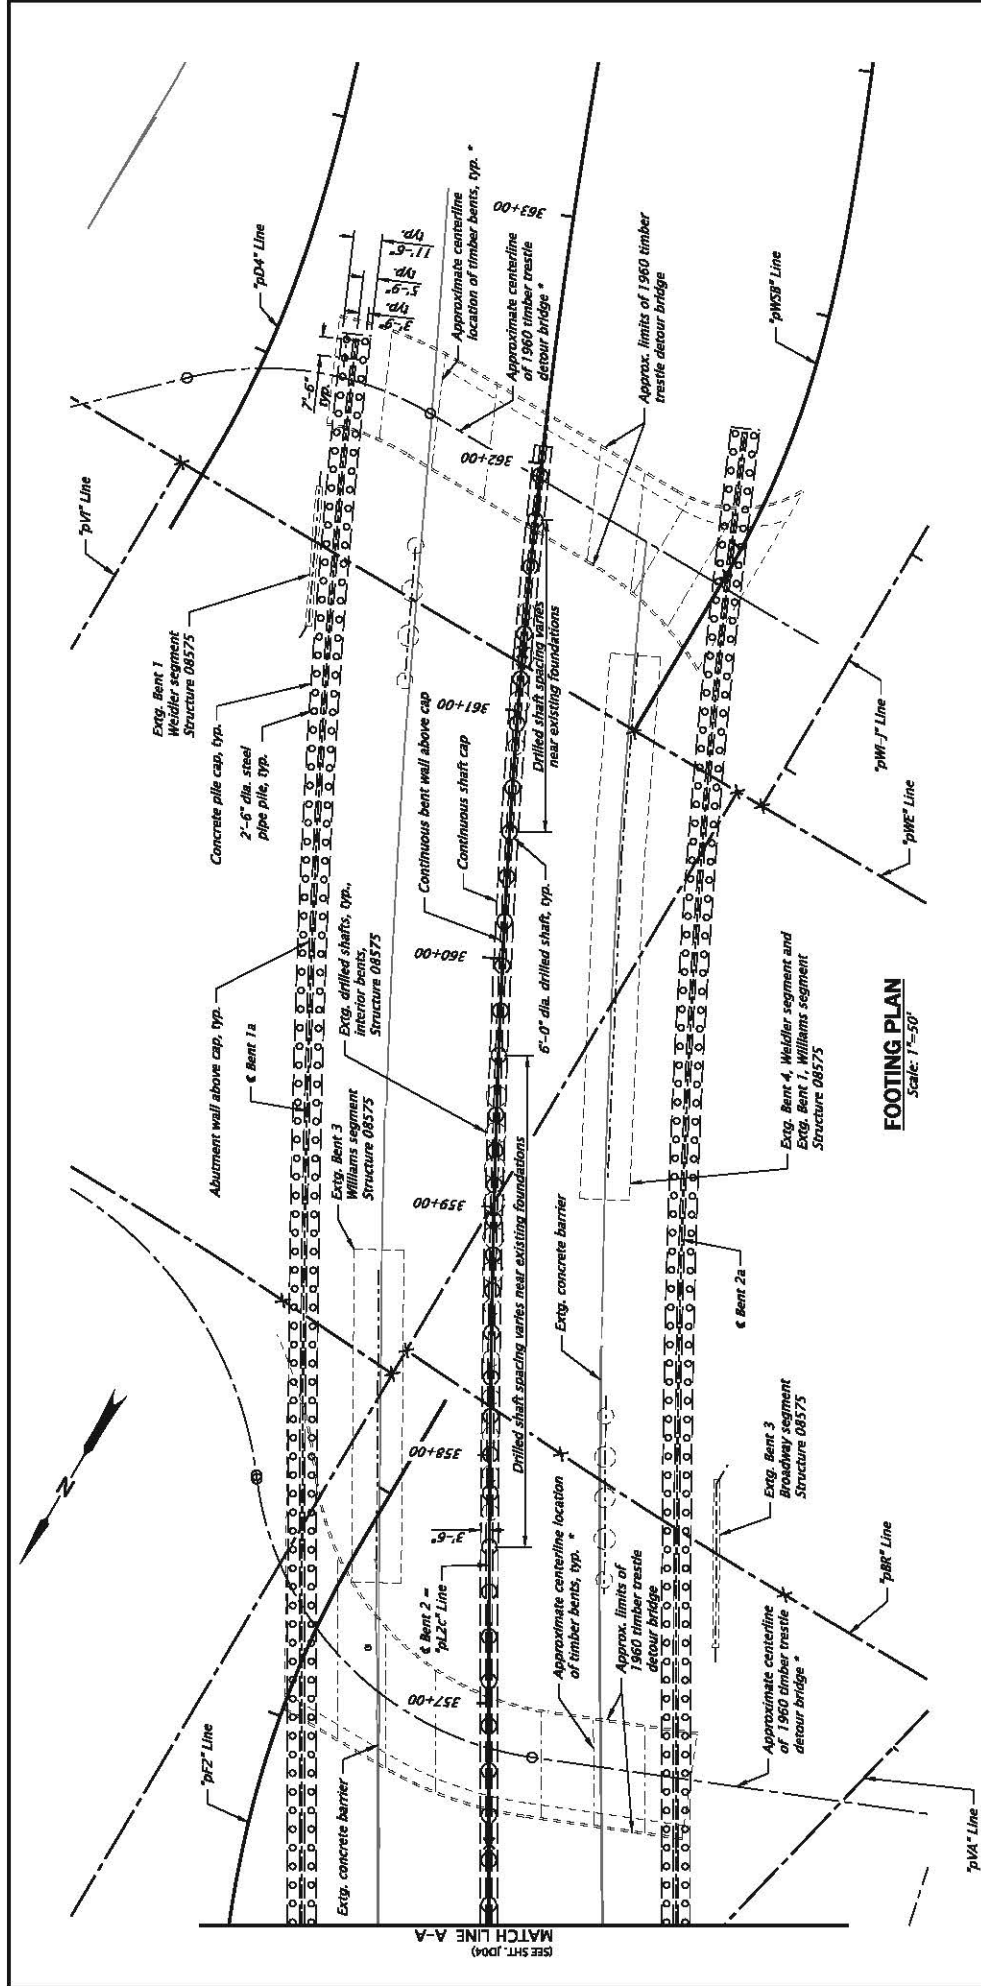 "pD4" Line
"pVI" Line
Extg. Bent 1
Weidler segment
Structure 08575
Concrete pile cap, typ.
2'-6" dia. steel
pipe pile, typ.
Abutment wall above cap, typ.
℄ Bent 1a
Extg. Bent 3
Williams segment
Structure 08575
Extg. drilled shafts, typ.,
interior bents,
Structure 08575
7'-6"
typ.
3'-9"
typ.
5'-9"
typ.
11'-6"
typ.
Approximate centerline
location of timber bents, typ. *
Approximate centerline
of 1960 timber trestle
detour bridge *
Approx. limits of 1960 timber
trestle detour bridge
363+00
362+00
361+00
360+00
359+00
358+00
357+00
Continuous bent wall above cap
Continuous shaft cap
Drilled shaft spacing varies
near existing foundations
6'-0" dia. drilled shaft, typ.
Drilled shaft spacing varies near existing foundations
3'-6"
℄ Bent 2 =
"pL2c" Line
"pF2" Line
Extg. concrete barrier
Extg. concrete barrier
Approximate centerline location
of timber bents, typ. *
Approx. limits of
1960 timber trestle
detour bridge
Approximate centerline
of 1960 timber trestle
detour bridge *
Extg. Bent 3
Broadway segment
Structure 08575
℄ Bent 2a
Extg. Bent 4, Weidler segment and
Extg. Bent 1, Williams segment
Structure 08575
"pWSB" Line
"pWI-J" Line
"pWE" Line
"pBR" Line
"pVA" Line
N
FOOTING PLAN
Scale: 1"=50'
MATCH LINE A-A
(SEE SHT. JD04)